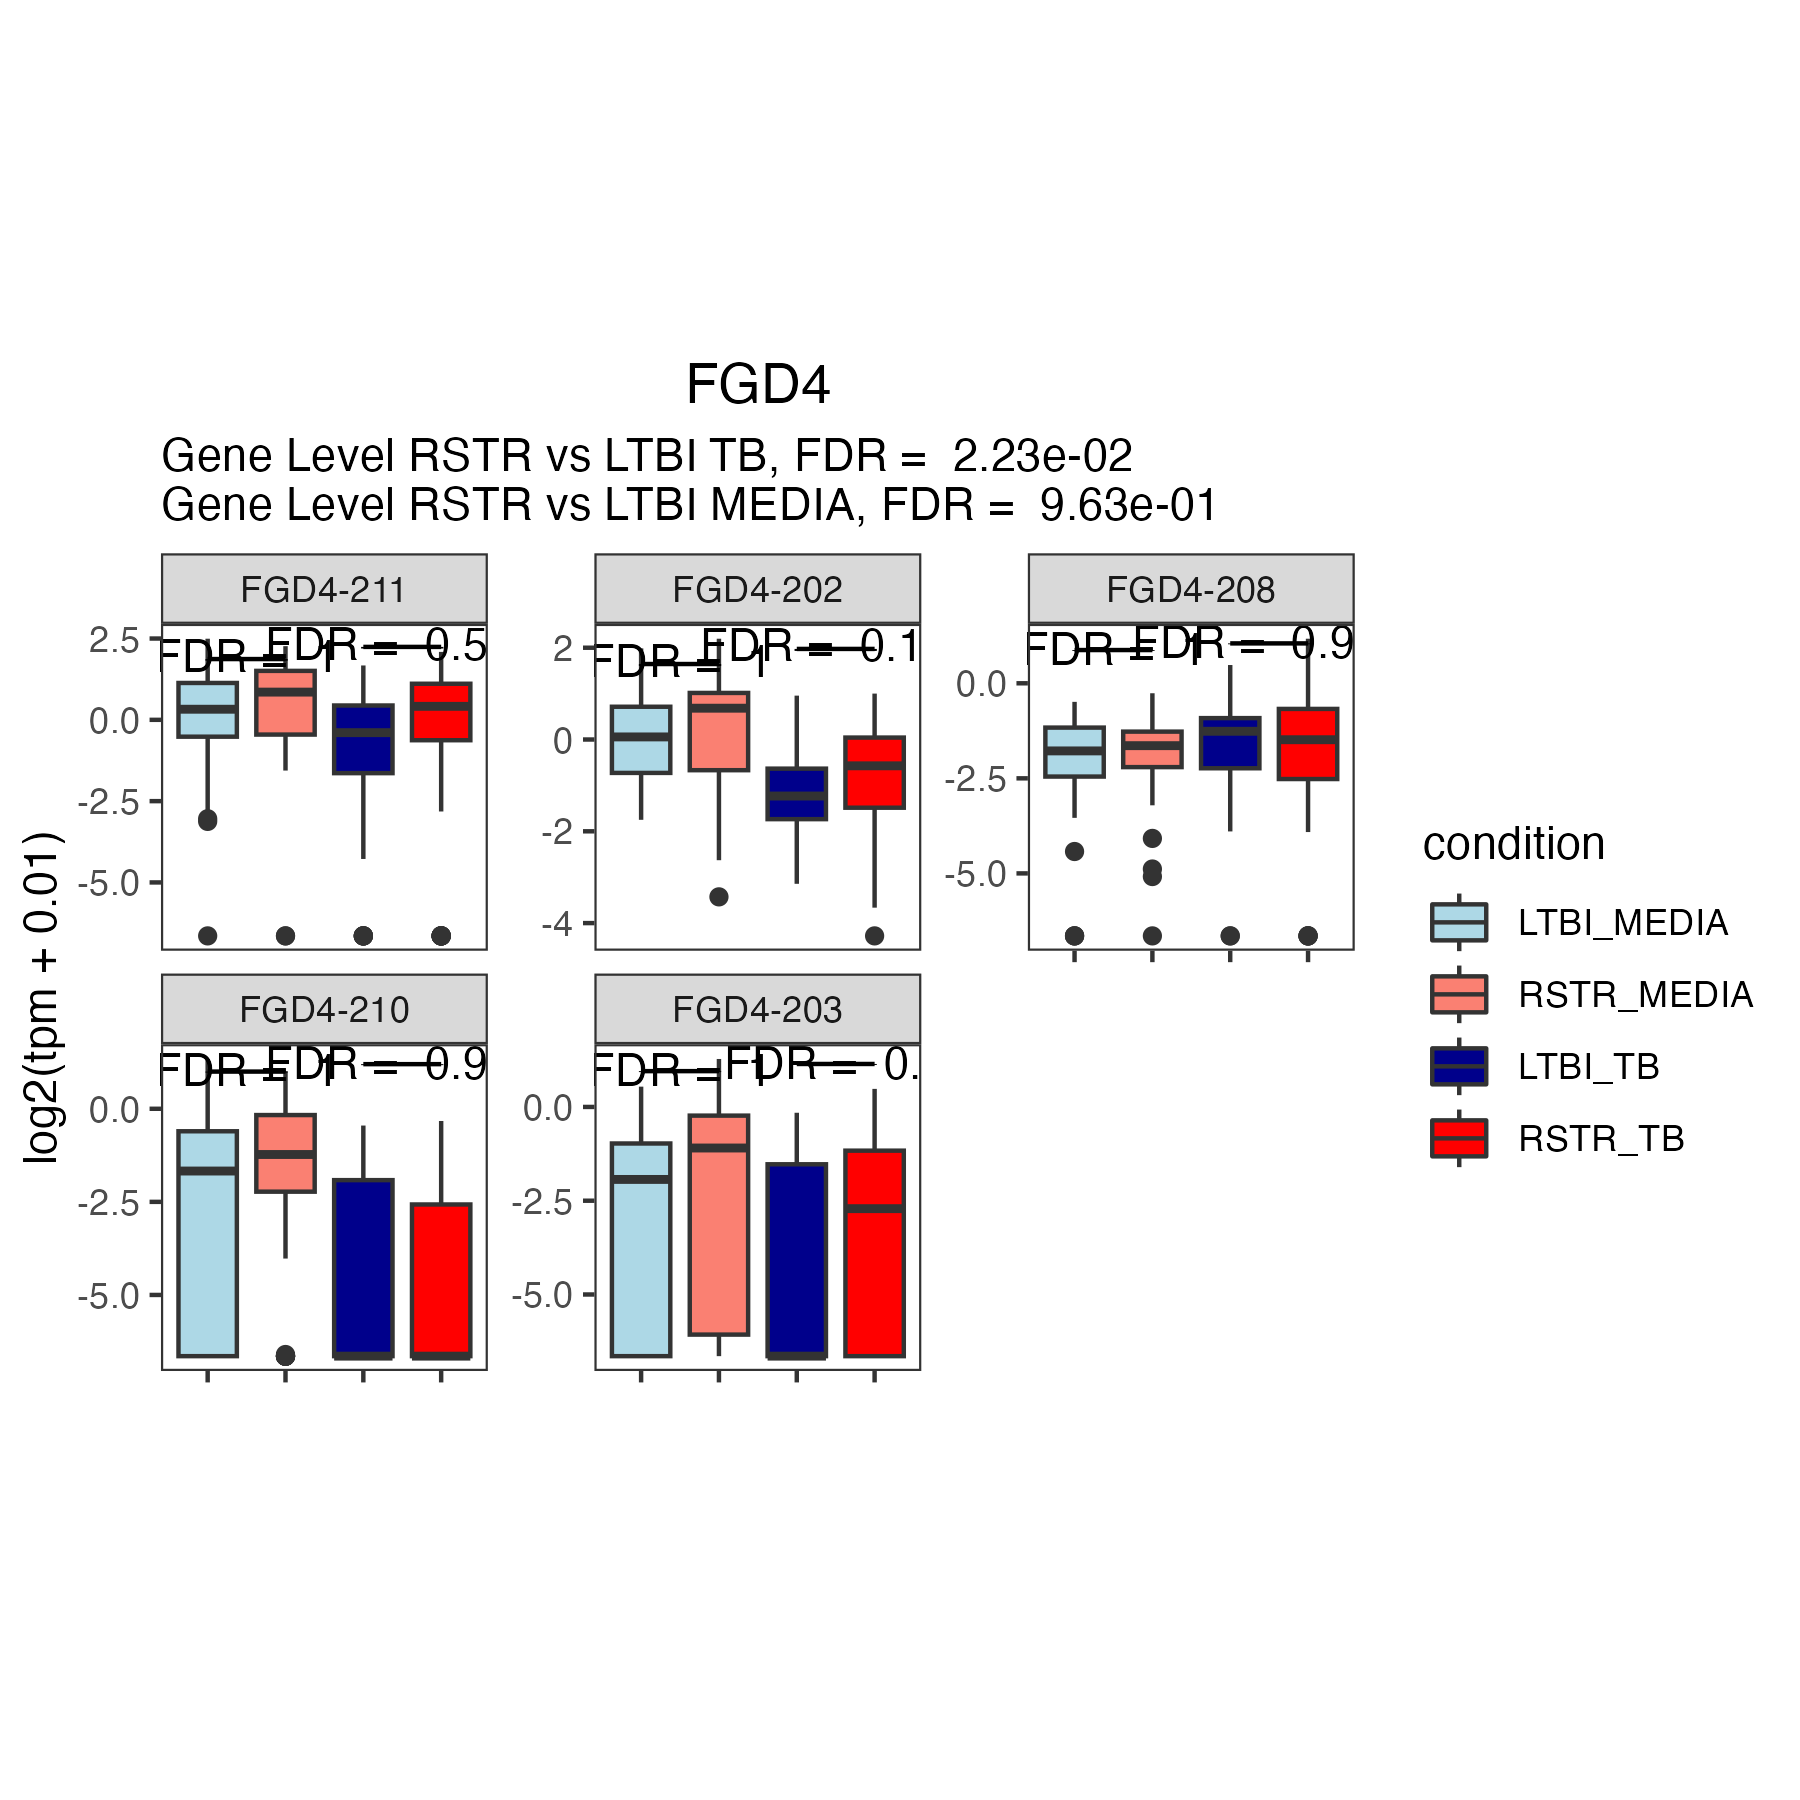 FGD4
Gene Level RSTR vs LTBI TB, FDR = 2.23e-02
Gene Level RSTR vs LTBI MEDIA, FDR = 9.63e-01
FGD4-211
FGD4-202
FGD4-208
FDR = 1
FDR = 0.5
FDR = 1
FDR = 0.1
FDR = 1
FDR = 0.9
2.5
0.0
-2.5
-5.0
2
0
-2
-4
0.0
-2.5
-5.0
FGD4-210
FGD4-203
FDR = 1
FDR = 0.9
FDR = 1
FDR = 0.
0.0
-2.5
-5.0
0.0
-2.5
-5.0
log2(tpm + 0.01)
condition
LTBI_MEDIA
RSTR_MEDIA
LTBI_TB
RSTR_TB